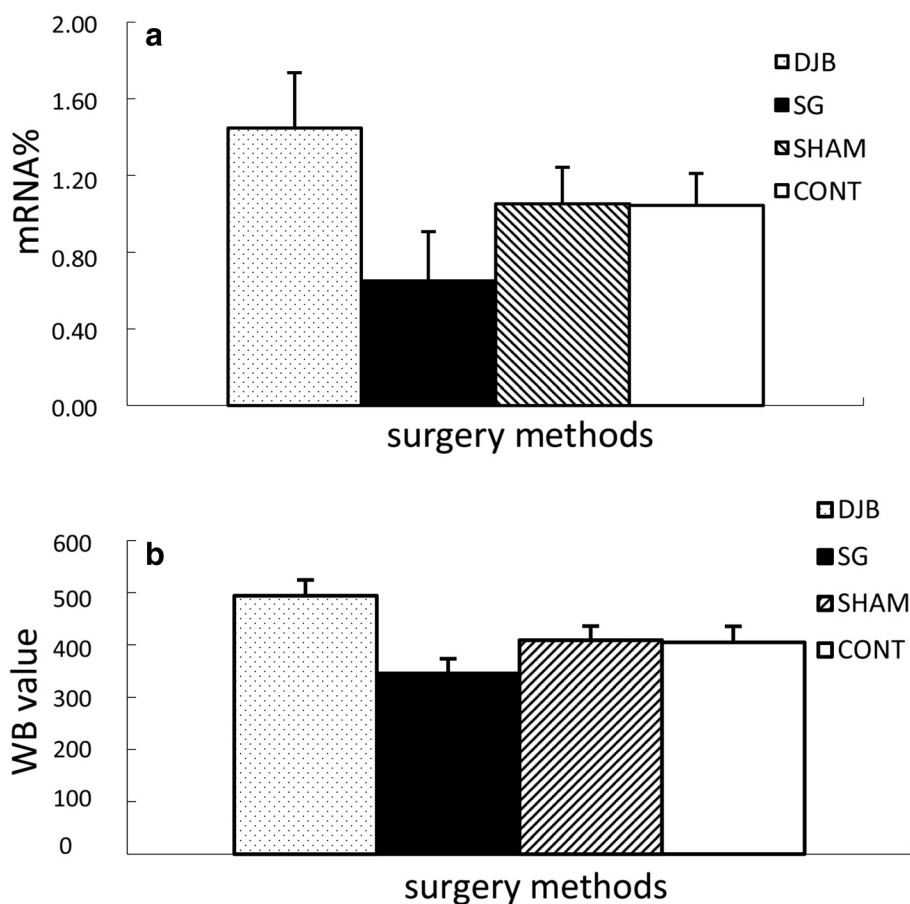 2.00
a
DJB
1.60
SG
SHAM
1.20
CONT
mRNA%
0.80
0.40
0.00
surgery methods
DJB
600
b
SG
500
SHAM
400
CONT
WB value
300
200
100
0
surgery methods